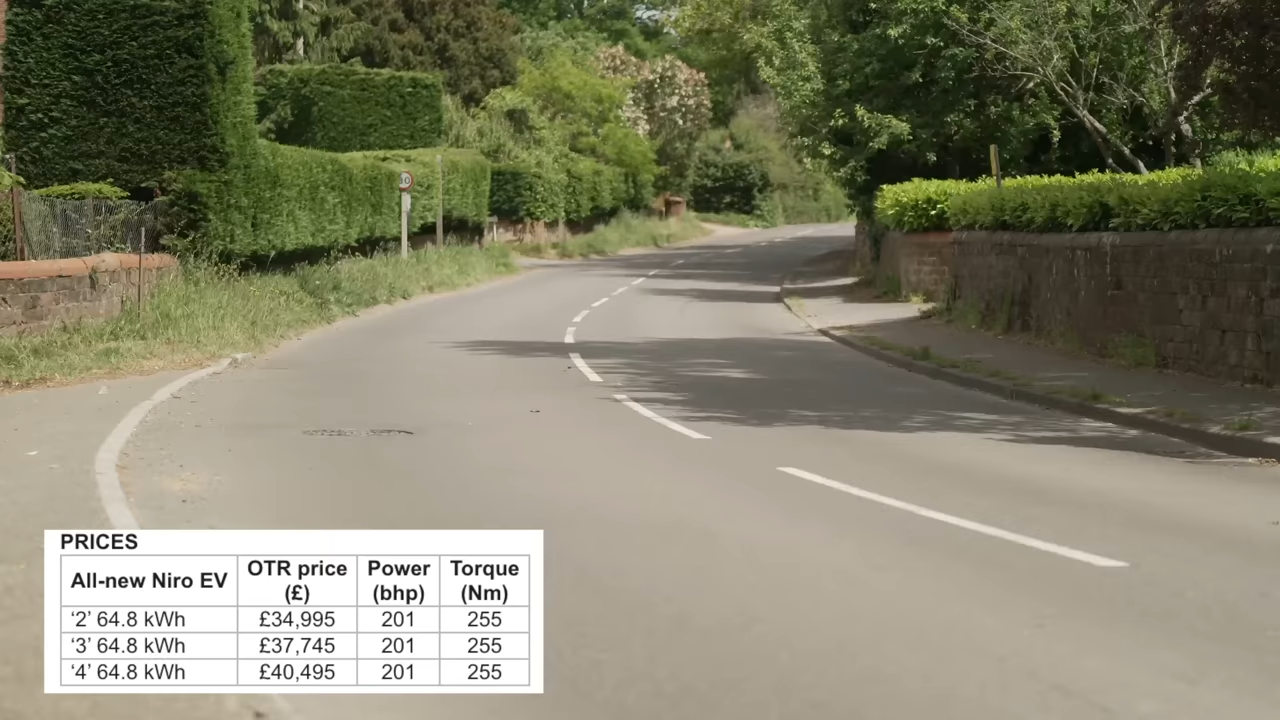 PRICES
All-new Niro EV OTR price (£) Power (bhp) Torque (Nm)
‘2’ 64.8 kWh £34,995 201 255
‘3’ 64.8 kWh £37,745 201 255
‘4’ 64.8 kWh £40,495 201 255